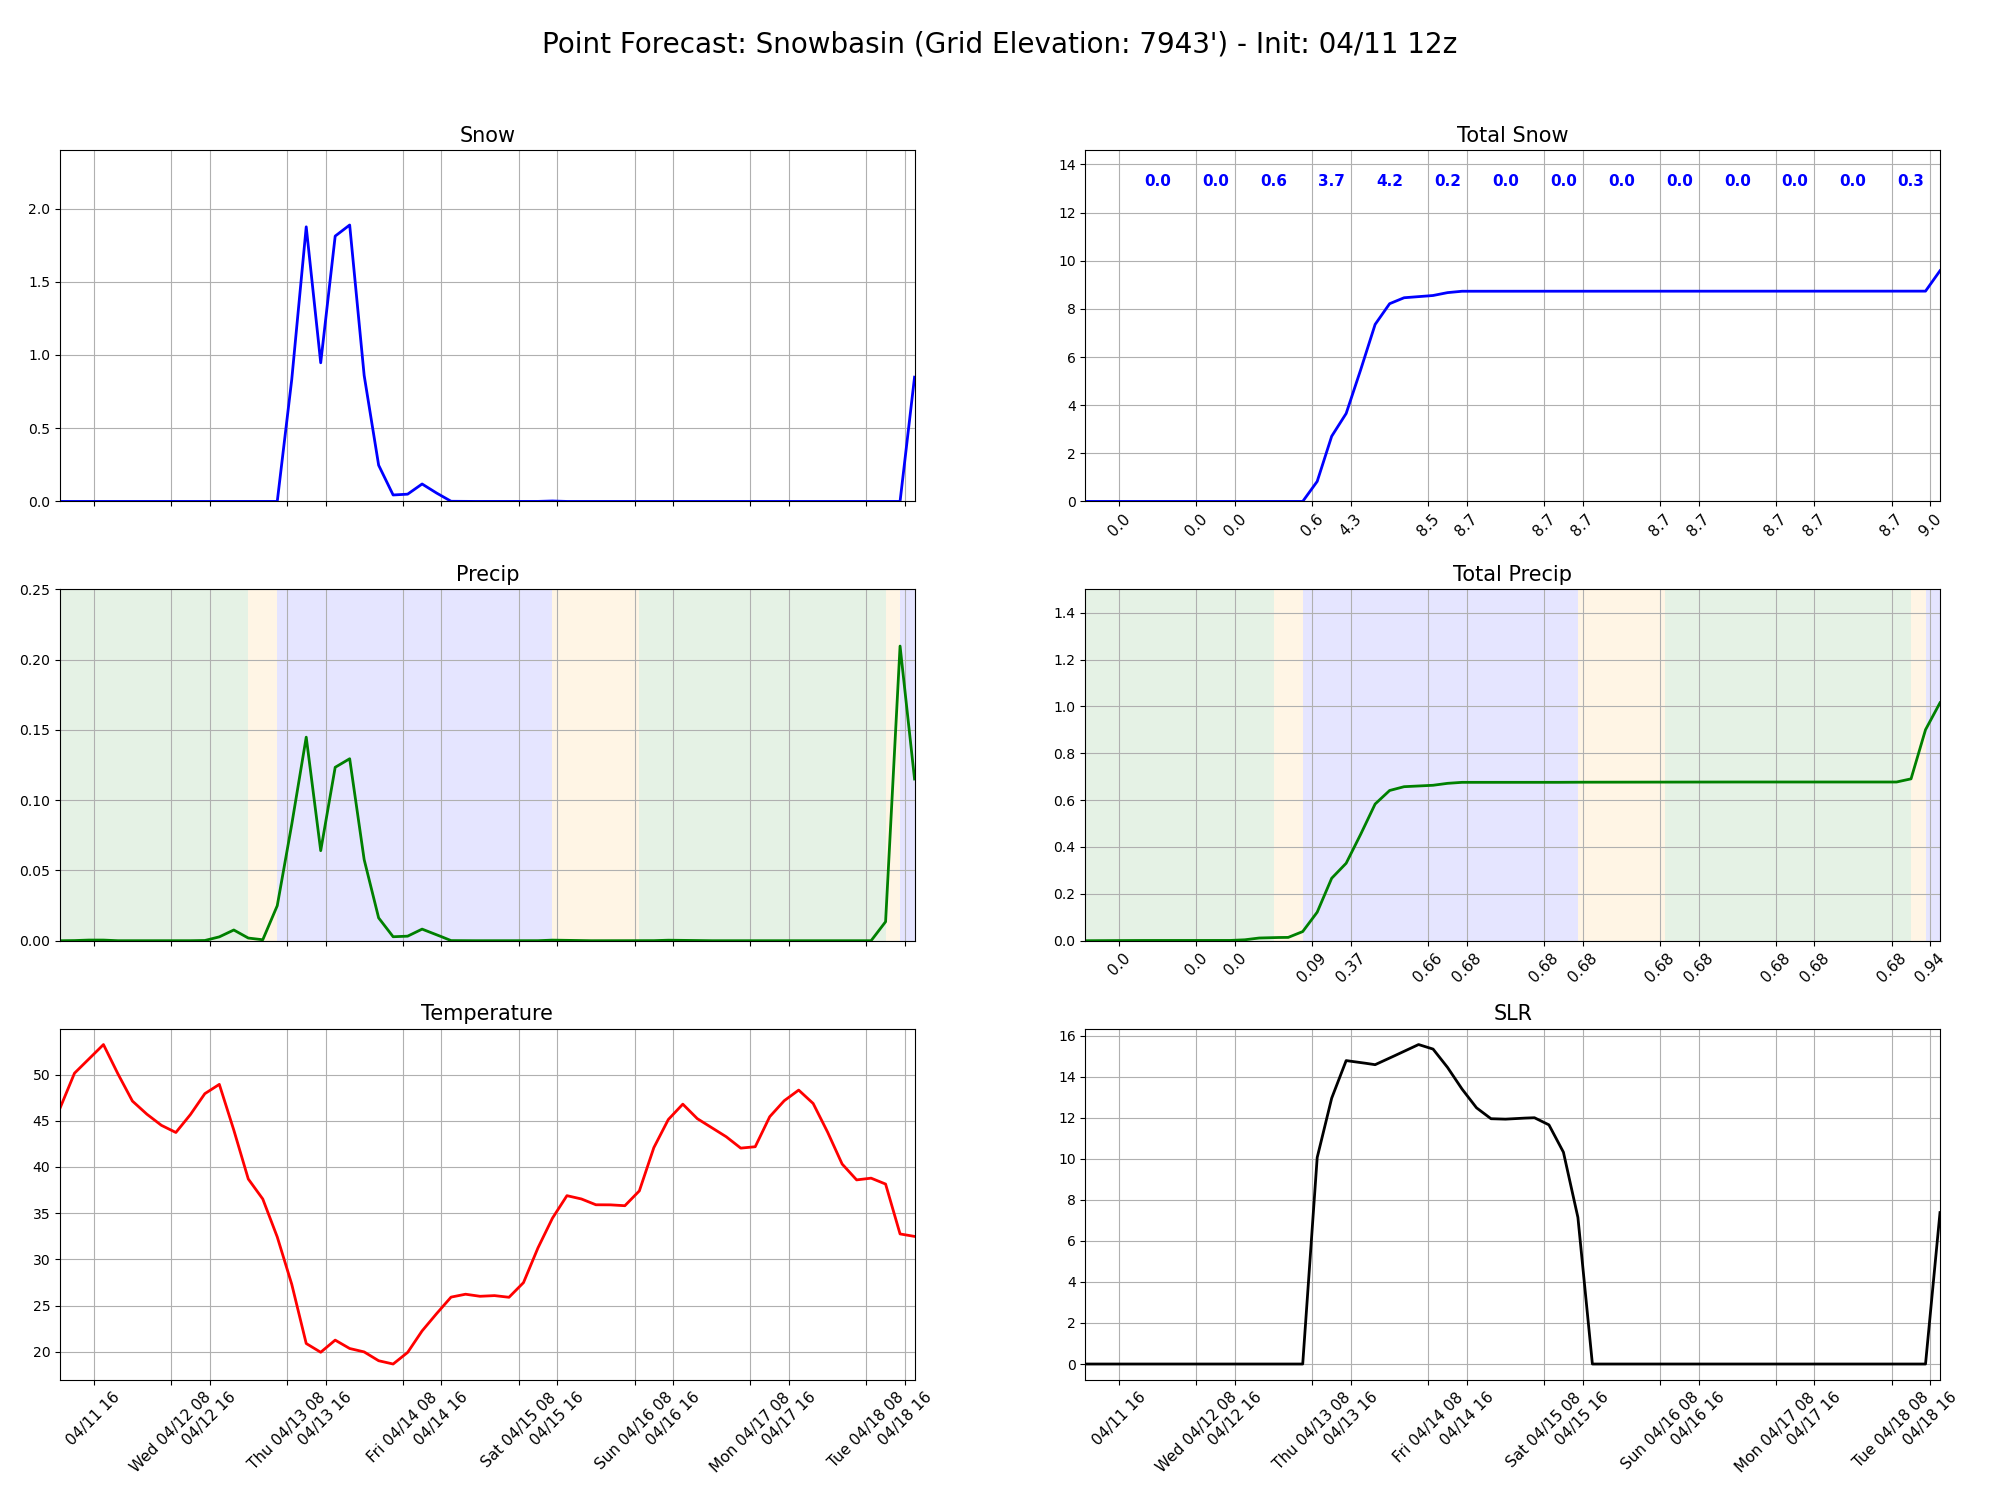 Point Forecast: Snowbasin (Grid Elevation: 7943') - Init: 04/11 12z
Snow
2.0
1.5
1.0
0.5
0.0
Total Snow
14
12
10
8
6
4
2
0
0.0 0.0 0.6 3.7 4.2 0.2 0.0 0.0 0.0 0.0 0.0 0.0 0.0 0.3
0.0 0.0 0.0 0.6 4.3 8.5 8.7 8.7 8.7 8.7 8.7 8.7 8.7 8.7 9.0
Precip
0.25
0.20
0.15
0.10
0.05
0.00
Total Precip
1.4
1.2
1.0
0.8
0.6
0.4
0.2
0.0
0.0 0.0 0.0 0.09 0.37 0.66 0.68 0.68 0.68 0.68 0.68 0.68 0.68 0.68 0.94
Temperature
50
45
40
35
30
25
20
04/11 16
Wed 04/12 08
04/12 16
Thu 04/13 08
04/13 16
Fri 04/14 08
04/14 16
Sat 04/15 08
04/15 16
Sun 04/16 08
04/16 16
Mon 04/17 08
04/17 16
Tue 04/18 08
04/18 16
SLR
16
14
12
10
8
6
4
2
0
04/11 16
Wed 04/12 08
04/12 16
Thu 04/13 08
04/13 16
Fri 04/14 08
04/14 16
Sat 04/15 08
04/15 16
Sun 04/16 08
04/16 16
Mon 04/17 08
04/17 16
Tue 04/18 08
04/18 16